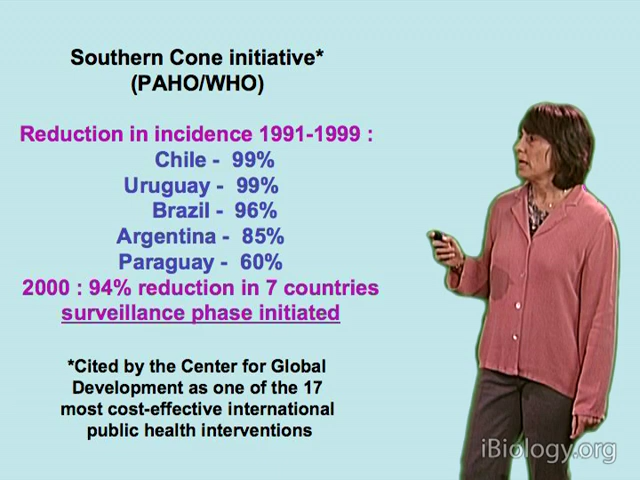 Southern Cone initiative*
(PAHO/WHO)
Reduction in incidence 1991-1999 :
Chile - 99%
Uruguay - 99%
Brazil - 96%
Argentina - 85%
Paraguay - 60%
2000 : 94% reduction in 7 countries
surveillance phase initiated
*Cited by the Center for Global
Development as one of the 17
most cost-effective international
public health interventions
iBiology.org